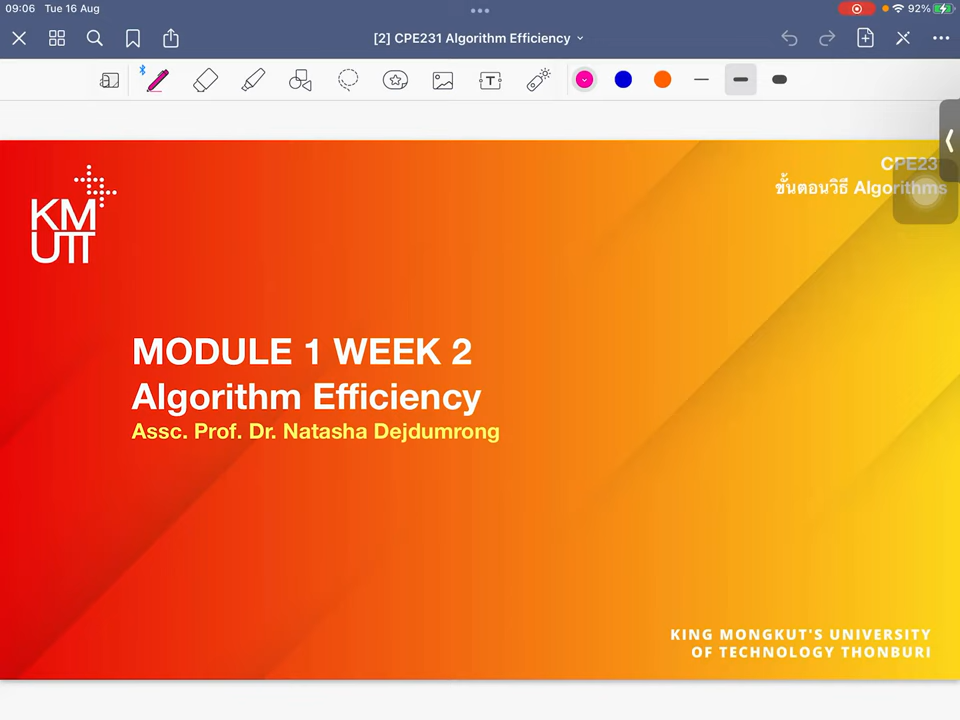 09:06 Tue 16 Aug
92%
[2] CPE231 Algorithm Efficiency
T
KM
UTT
CPE23
ขั้นตอนวิธี Algorithms
MODULE 1 WEEK 2
Algorithm Efficiency
Assc. Prof. Dr. Natasha Dejdumrong
KING MONGKUT'S UNIVERSITY
OF TECHNOLOGY THONBURI